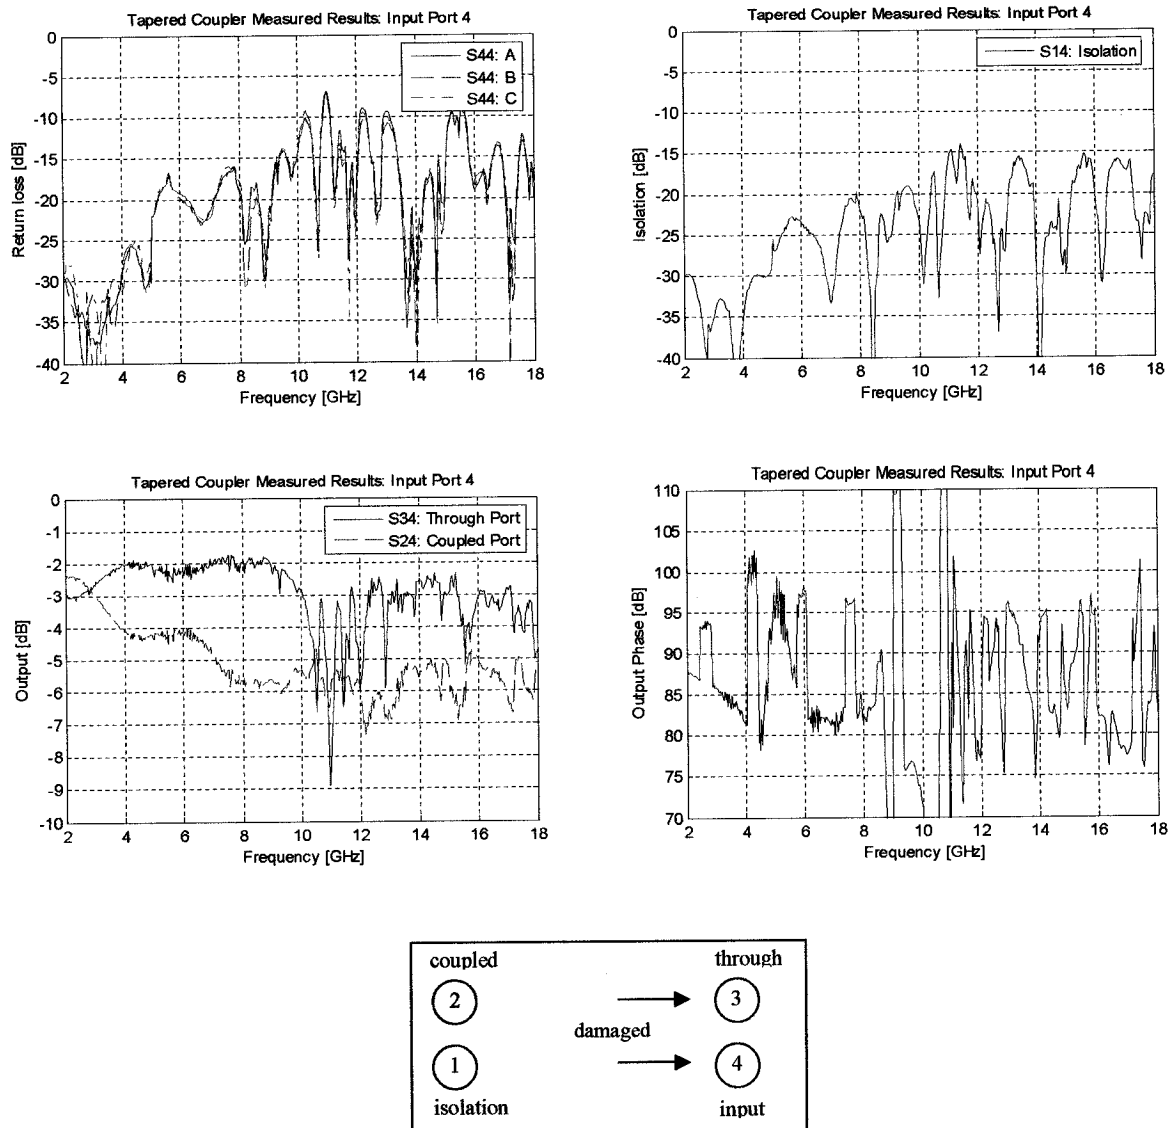 Tapered Coupler Measured Results: Input Port 4
0
-5
-10
-15
-20
-25
-30
-35
-40
Return loss [dB]
S44: A
S44: B
S44: C
2 4 6 8 10 12 14 16 18
Frequency [GHz]
Tapered Coupler Measured Results: Input Port 4
0
-5
-10
-15
-20
-25
-30
-35
-40
Isolation [dB]
S14: Isolation
2 4 6 8 10 12 14 16 18
Frequency [GHz]
Tapered Coupler Measured Results: Input Port 4
0
-1
-2
-3
-4
-5
-6
-7
-8
-9
-10
Output [dB]
S34: Through Port
S24: Coupled Port
2 4 6 8 10 12 14 16 18
Frequency [GHz]
Tapered Coupler Measured Results: Input Port 4
110
105
100
95
90
85
80
75
70
Output Phase [dB]
2 4 6 8 10 12 14 16 18
Frequency [GHz]
coupled through
2 3
damaged
1 4
isolation input